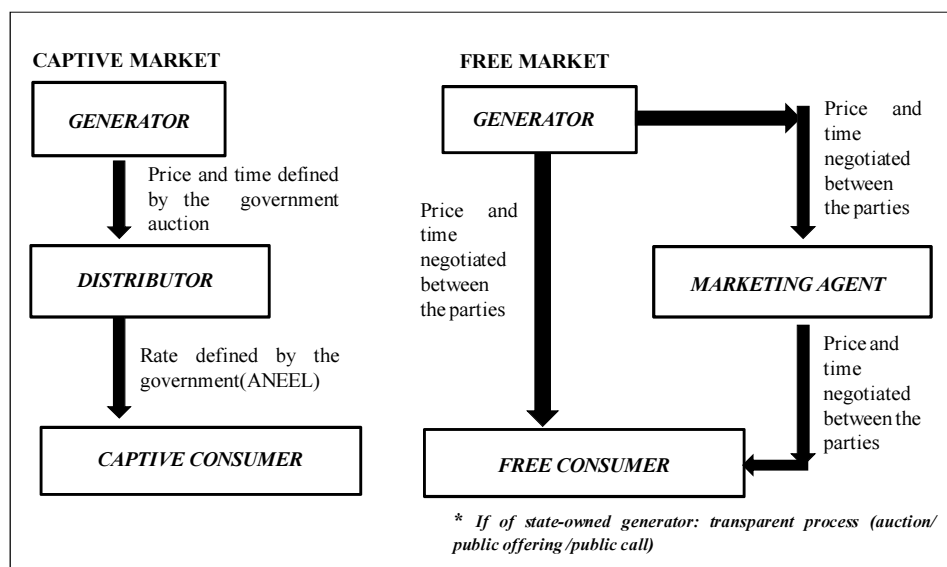 CAPTIVE MARKET
GENERATOR
Price and time defined
by the government
auction
DISTRIBUTOR
Rate defined by the
government(ANEEL)
CAPTIVE CONSUMER
FREE MARKET
GENERATOR
Price and
time
negotiated
between
the parties
Price and
time
negotiated
between
the parties
MARKETING AGENT
Price and
time
negotiated
between the
parties
FREE CONSUMER
* If of state-owned generator: transparent process (auction/
public offering /public call)